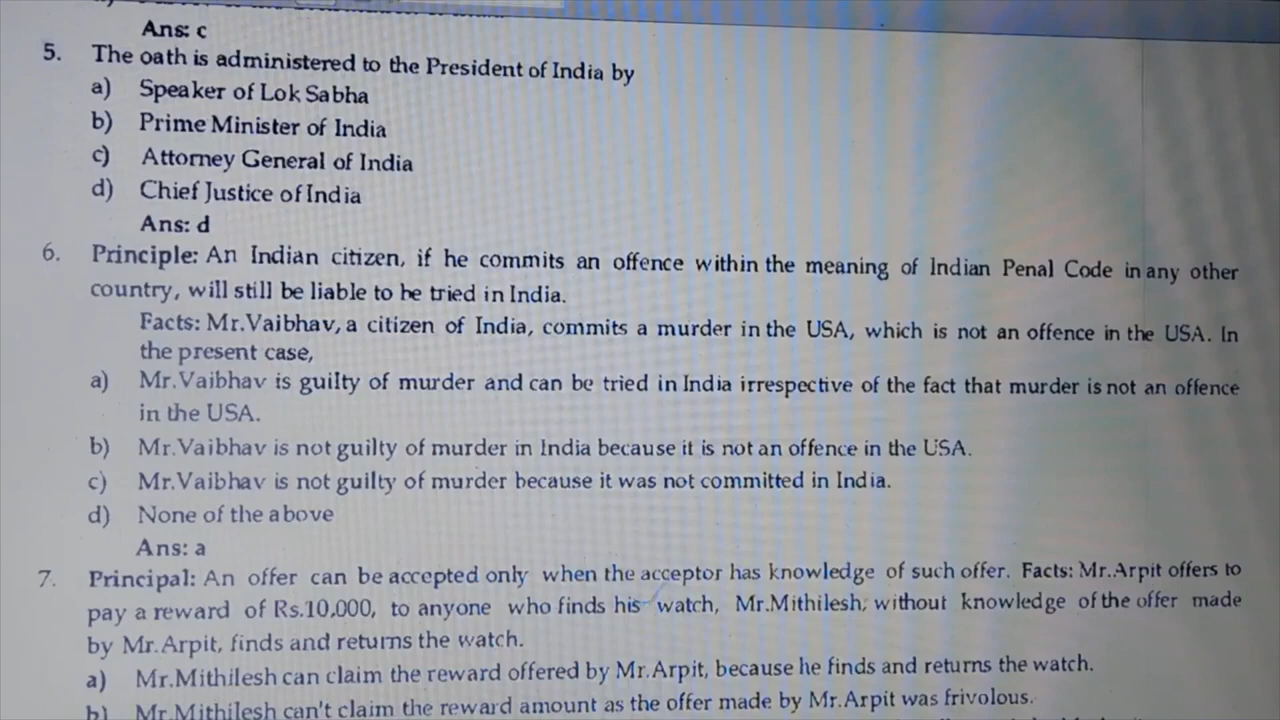 Ans: c
5. The oath is administered to the President of India by
a) Speaker of Lok Sabha
b) Prime Minister of India
c) Attorney General of India
d) Chief Justice of India
Ans: d
6. Principle: An Indian citizen, if he commits an offence within the meaning of Indian Penal Code in any other
country, will still be liable to be tried in India.
Facts: Mr.Vaibhav, a citizen of India, commits a murder in the USA, which is not an offence in the USA. In
the present case,
a) Mr.Vaibhav is guilty of murder and can be tried in India irrespective of the fact that murder is not an offence
in the USA.
b) Mr.Vaibhav is not guilty of murder in India because it is not an offence in the USA.
c) Mr.Vaibhav is not guilty of murder because it was not committed in India.
d) None of the above
Ans: a
7. Principal: An offer can be accepted only when the acceptor has knowledge of such offer. Facts: Mr.Arpit offers to
pay a reward of Rs.10,000, to anyone who finds his watch, Mr.Mithilesh, without knowledge of the offer made
by Mr.Arpit, finds and returns the watch.
a) Mr.Mithilesh can claim the reward offered by Mr.Arpit, because he finds and returns the watch.
b) Mr.Mithilesh can't claim the reward amount as the offer made by Mr.Arpit was frivolous.